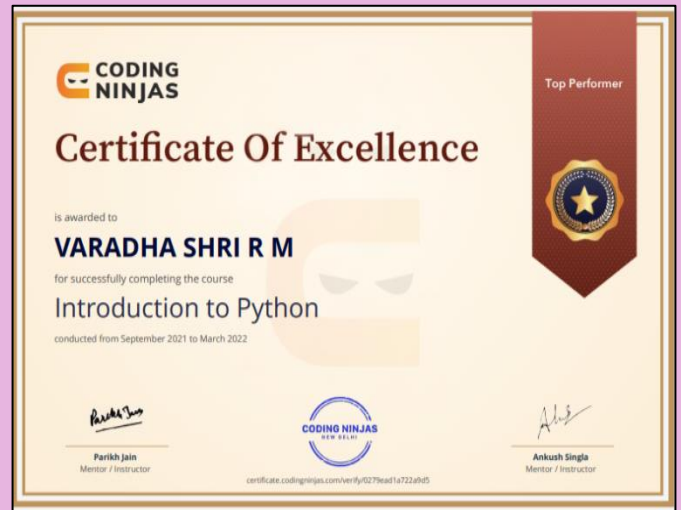 CODING
NINJAS
Top Performer
Certificate Of Excellence
is awarded to
VARADHA SHRI R M
for successfully completing the course
Introduction to Python
conducted from September 2021 to March 2022
Parikh Jain
CODING NINJAS
NEW DELHI
Parikh Jain
Mentor / Instructor
Ankush Singla
Mentor / Instructor
certificate.codingninjas.com/verify/0279ead1a722a9d5